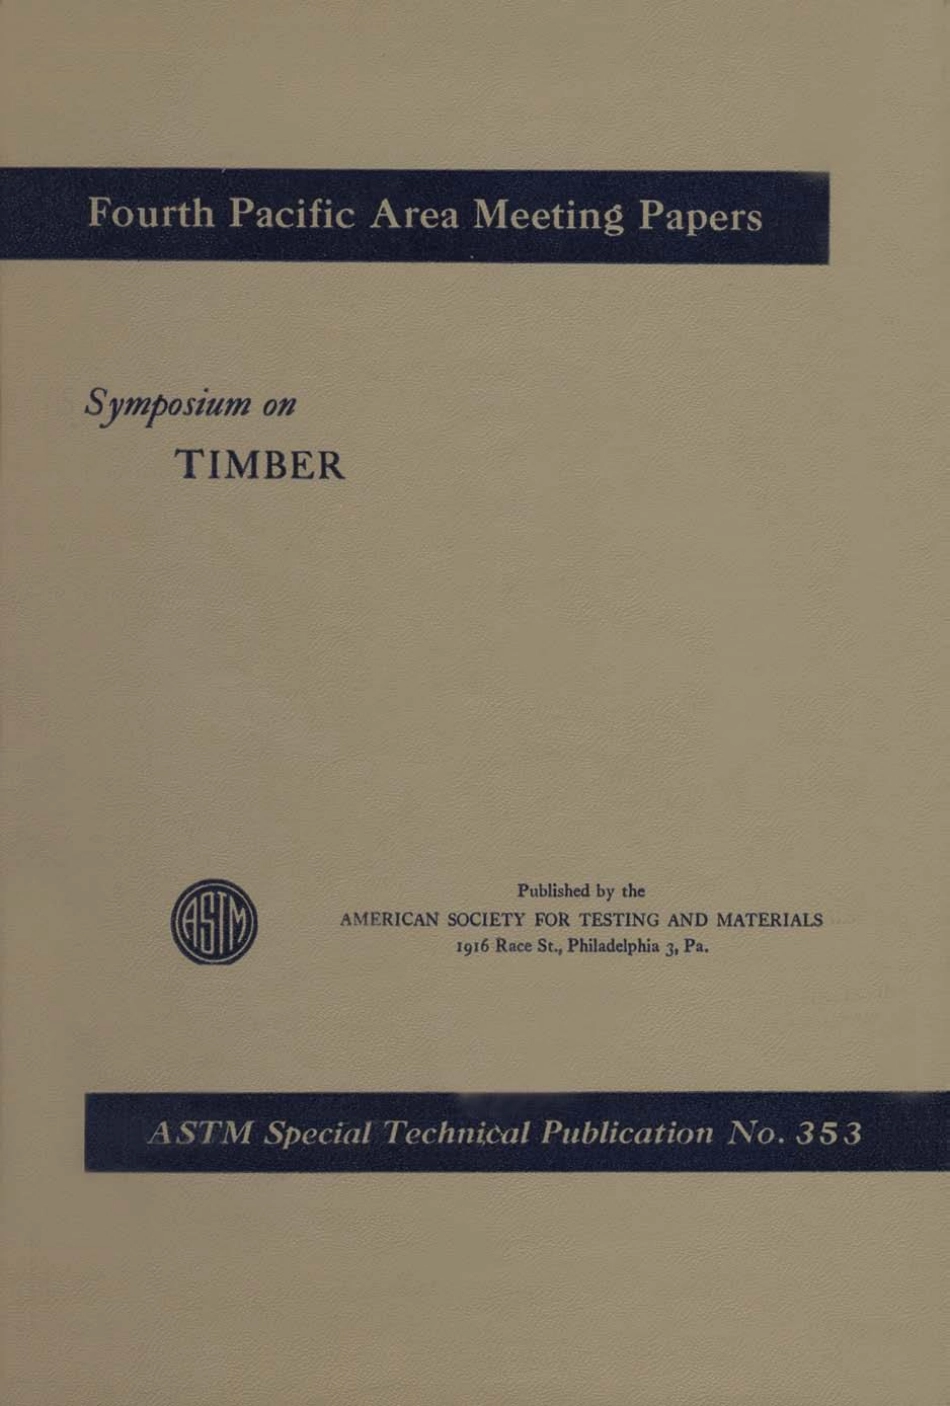 Fourth Pacific Area Meeting Papers
Symposium on
TIMBER
ASTM
Published by the
AMERICAN SOCIETY FOR TESTING AND MATERIALS
1916 Race St., Philadelphia 3, Pa.
ASTM Special Technical Publication No. 353